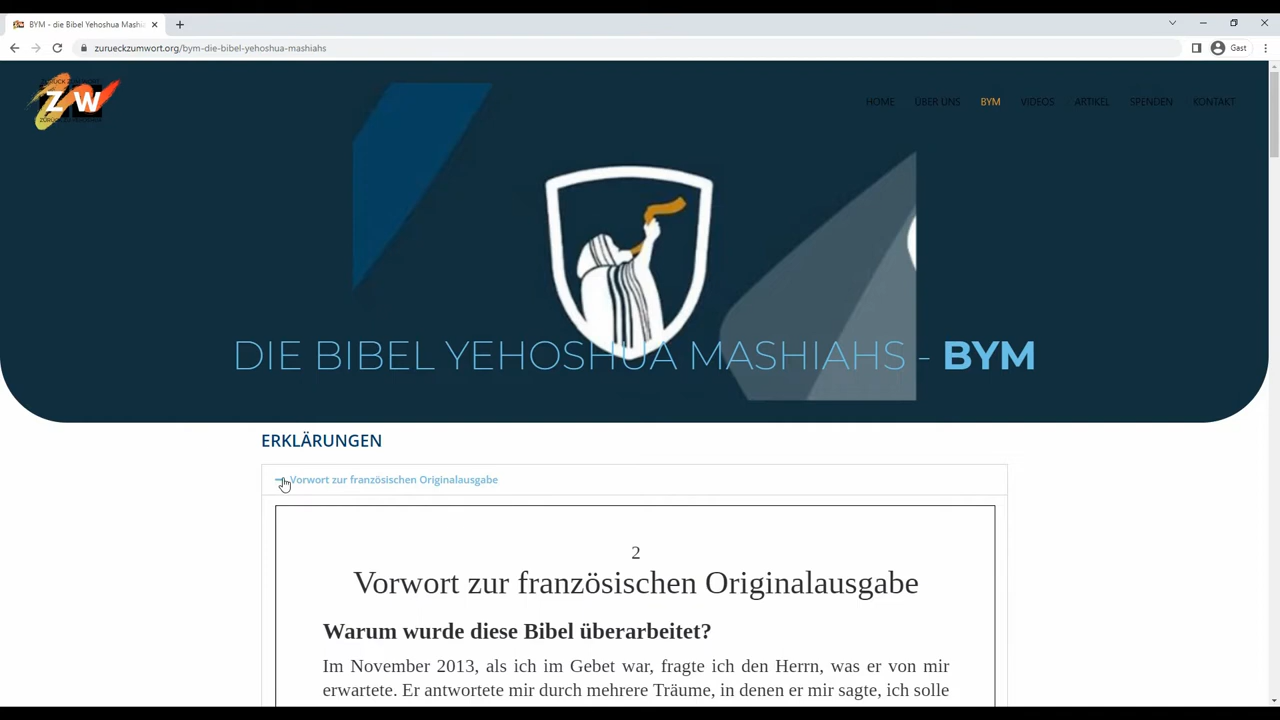 BYM - die Bibel Yehoshua Mashia
zurueckzumwort.org/bym-die-bibel-yehoshua-mashiahs
Gast
Z W
HOME ÜBER UNS BYM VIDEOS ARTIKEL SPENDEN KONTAKT
DIE BIBEL YEHOSHUA MASHIAHS - BYM
ERKLÄRUNGEN
Vorwort zur französischen Originalausgabe
2
Vorwort zur französischen Originalausgabe
Warum wurde diese Bibel überarbeitet?
Im November 2013, als ich im Gebet war, fragte ich den Herrn, was er von mir
erwartete. Er antwortete mir durch mehrere Träume, in denen er mir sagte, ich solle